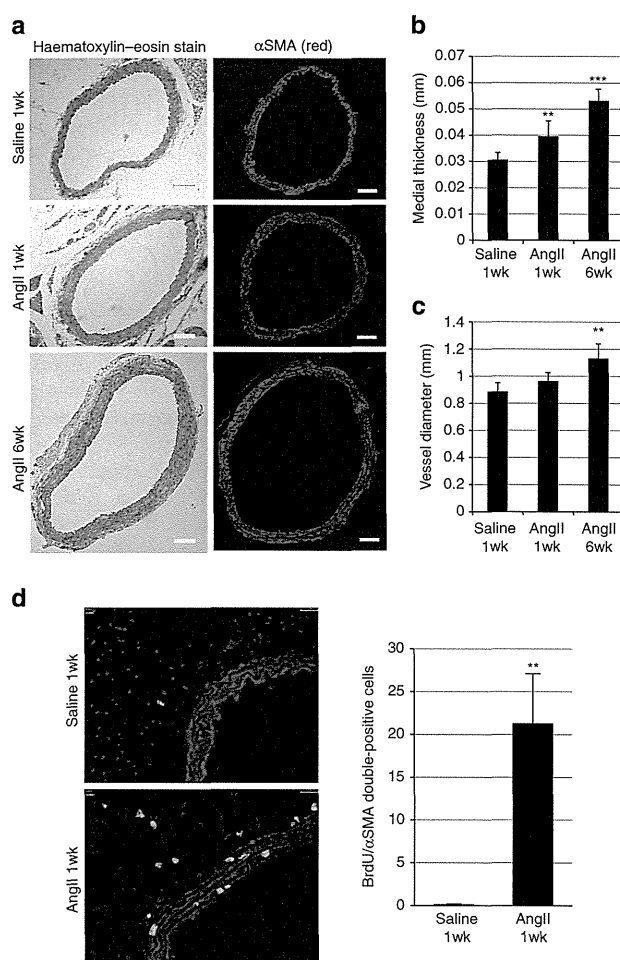 a
Haematoxylin–eosin stain
αSMA (red)
Saline 1wk
AngII 1wk
AngII 6wk
b
Medial thickness (mm)
0.07
0.06
0.05
0.04
0.03
0.02
0.01
0
**
***
Saline 1wk
AngII 1wk
AngII 6wk
c
Vessel diameter (mm)
1.4
1.2
1
0.8
0.6
0.4
0.2
0
**
Saline 1wk
AngII 1wk
AngII 6wk
d
Saline 1wk
AngII 1wk
BrdU/αSMA double-positive cells
30
25
20
15
10
5
0
**
Saline 1wk
AngII 1wk